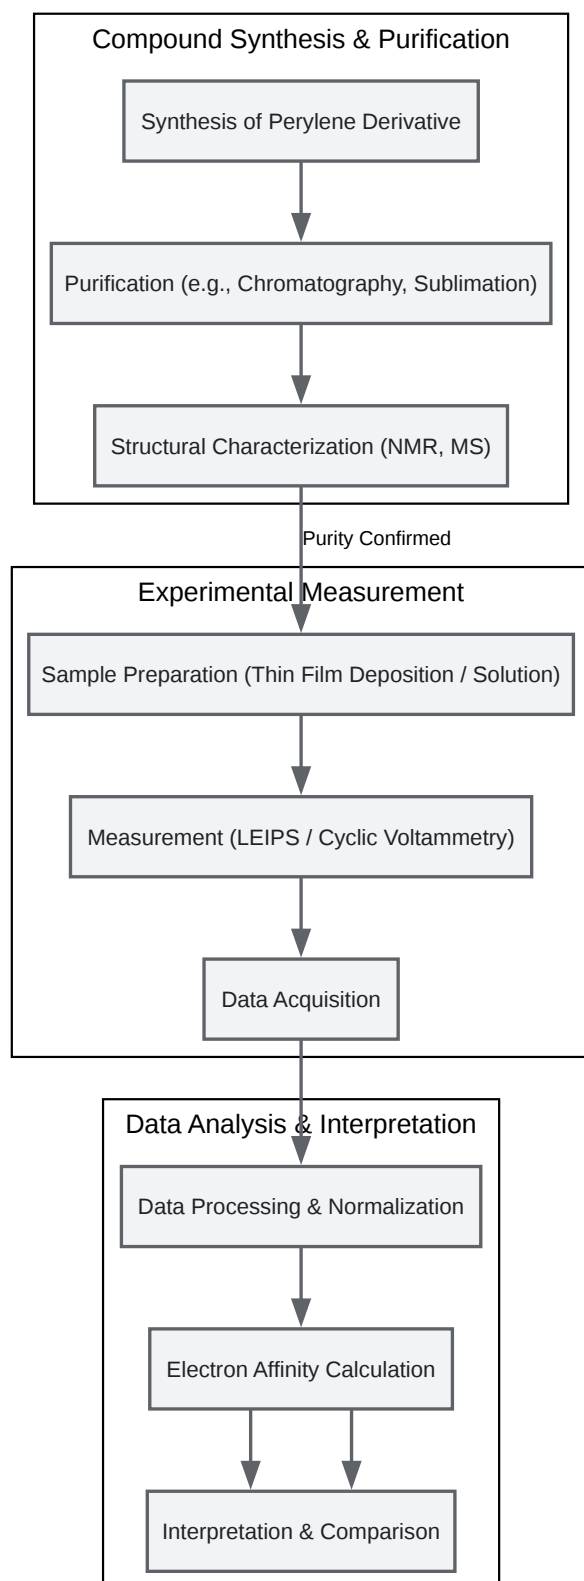 Compound Synthesis & Purification
Synthesis of Perylene Derivative
Purification (e.g., Chromatography, Sublimation)
Structural Characterization (NMR, MS)
Purity Confirmed
Experimental Measurement
Sample Preparation (Thin Film Deposition / Solution)
Measurement (LEIPS / Cyclic Voltammetry)
Data Acquisition
Data Analysis & Interpretation
Data Processing & Normalization
Electron Affinity Calculation
Interpretation & Comparison